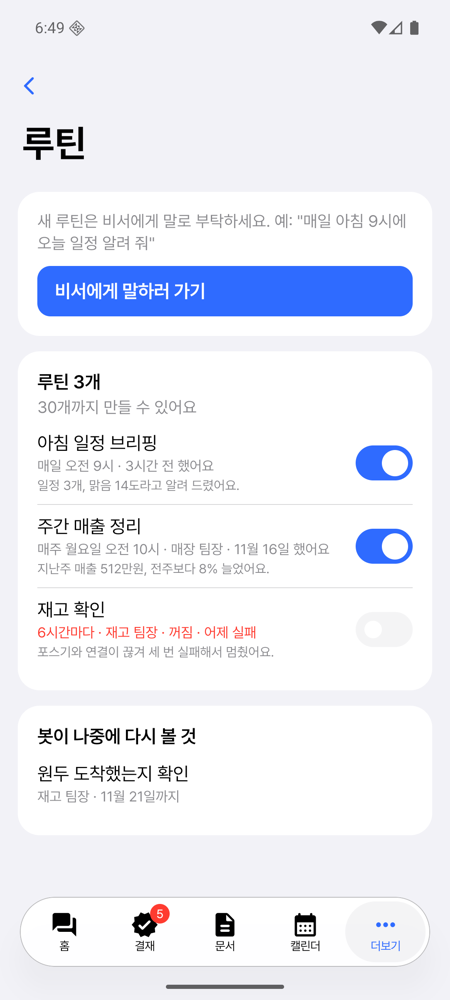 6:49
루틴
새 루틴은 비서에게 말로 부탁하세요. 예: "매일 아침 9시에
오늘 일정 알려 줘"
비서에게 말하러 가기
루틴 3개
30개까지 만들 수 있어요
아침 일정 브리핑
매일 오전 9시 · 3시간 전 했어요
일정 3개, 맑음 14도라고 알려 드렸어요.
주간 매출 정리
매주 월요일 오전 10시 · 매장 팀장 · 11월 16일 했어요
지난주 매출 512만원, 전주보다 8% 늘었어요.
재고 확인
6시간마다 · 재고 팀장 · 꺼짐 · 어제 실패
포스기와 연결이 끊겨 세 번 실패해서 멈췄어요.
봇이 나중에 다시 볼 것
원두 도착했는지 확인
재고 팀장 · 11월 21일까지
5
홈
결재
문서
캘린더
더보기